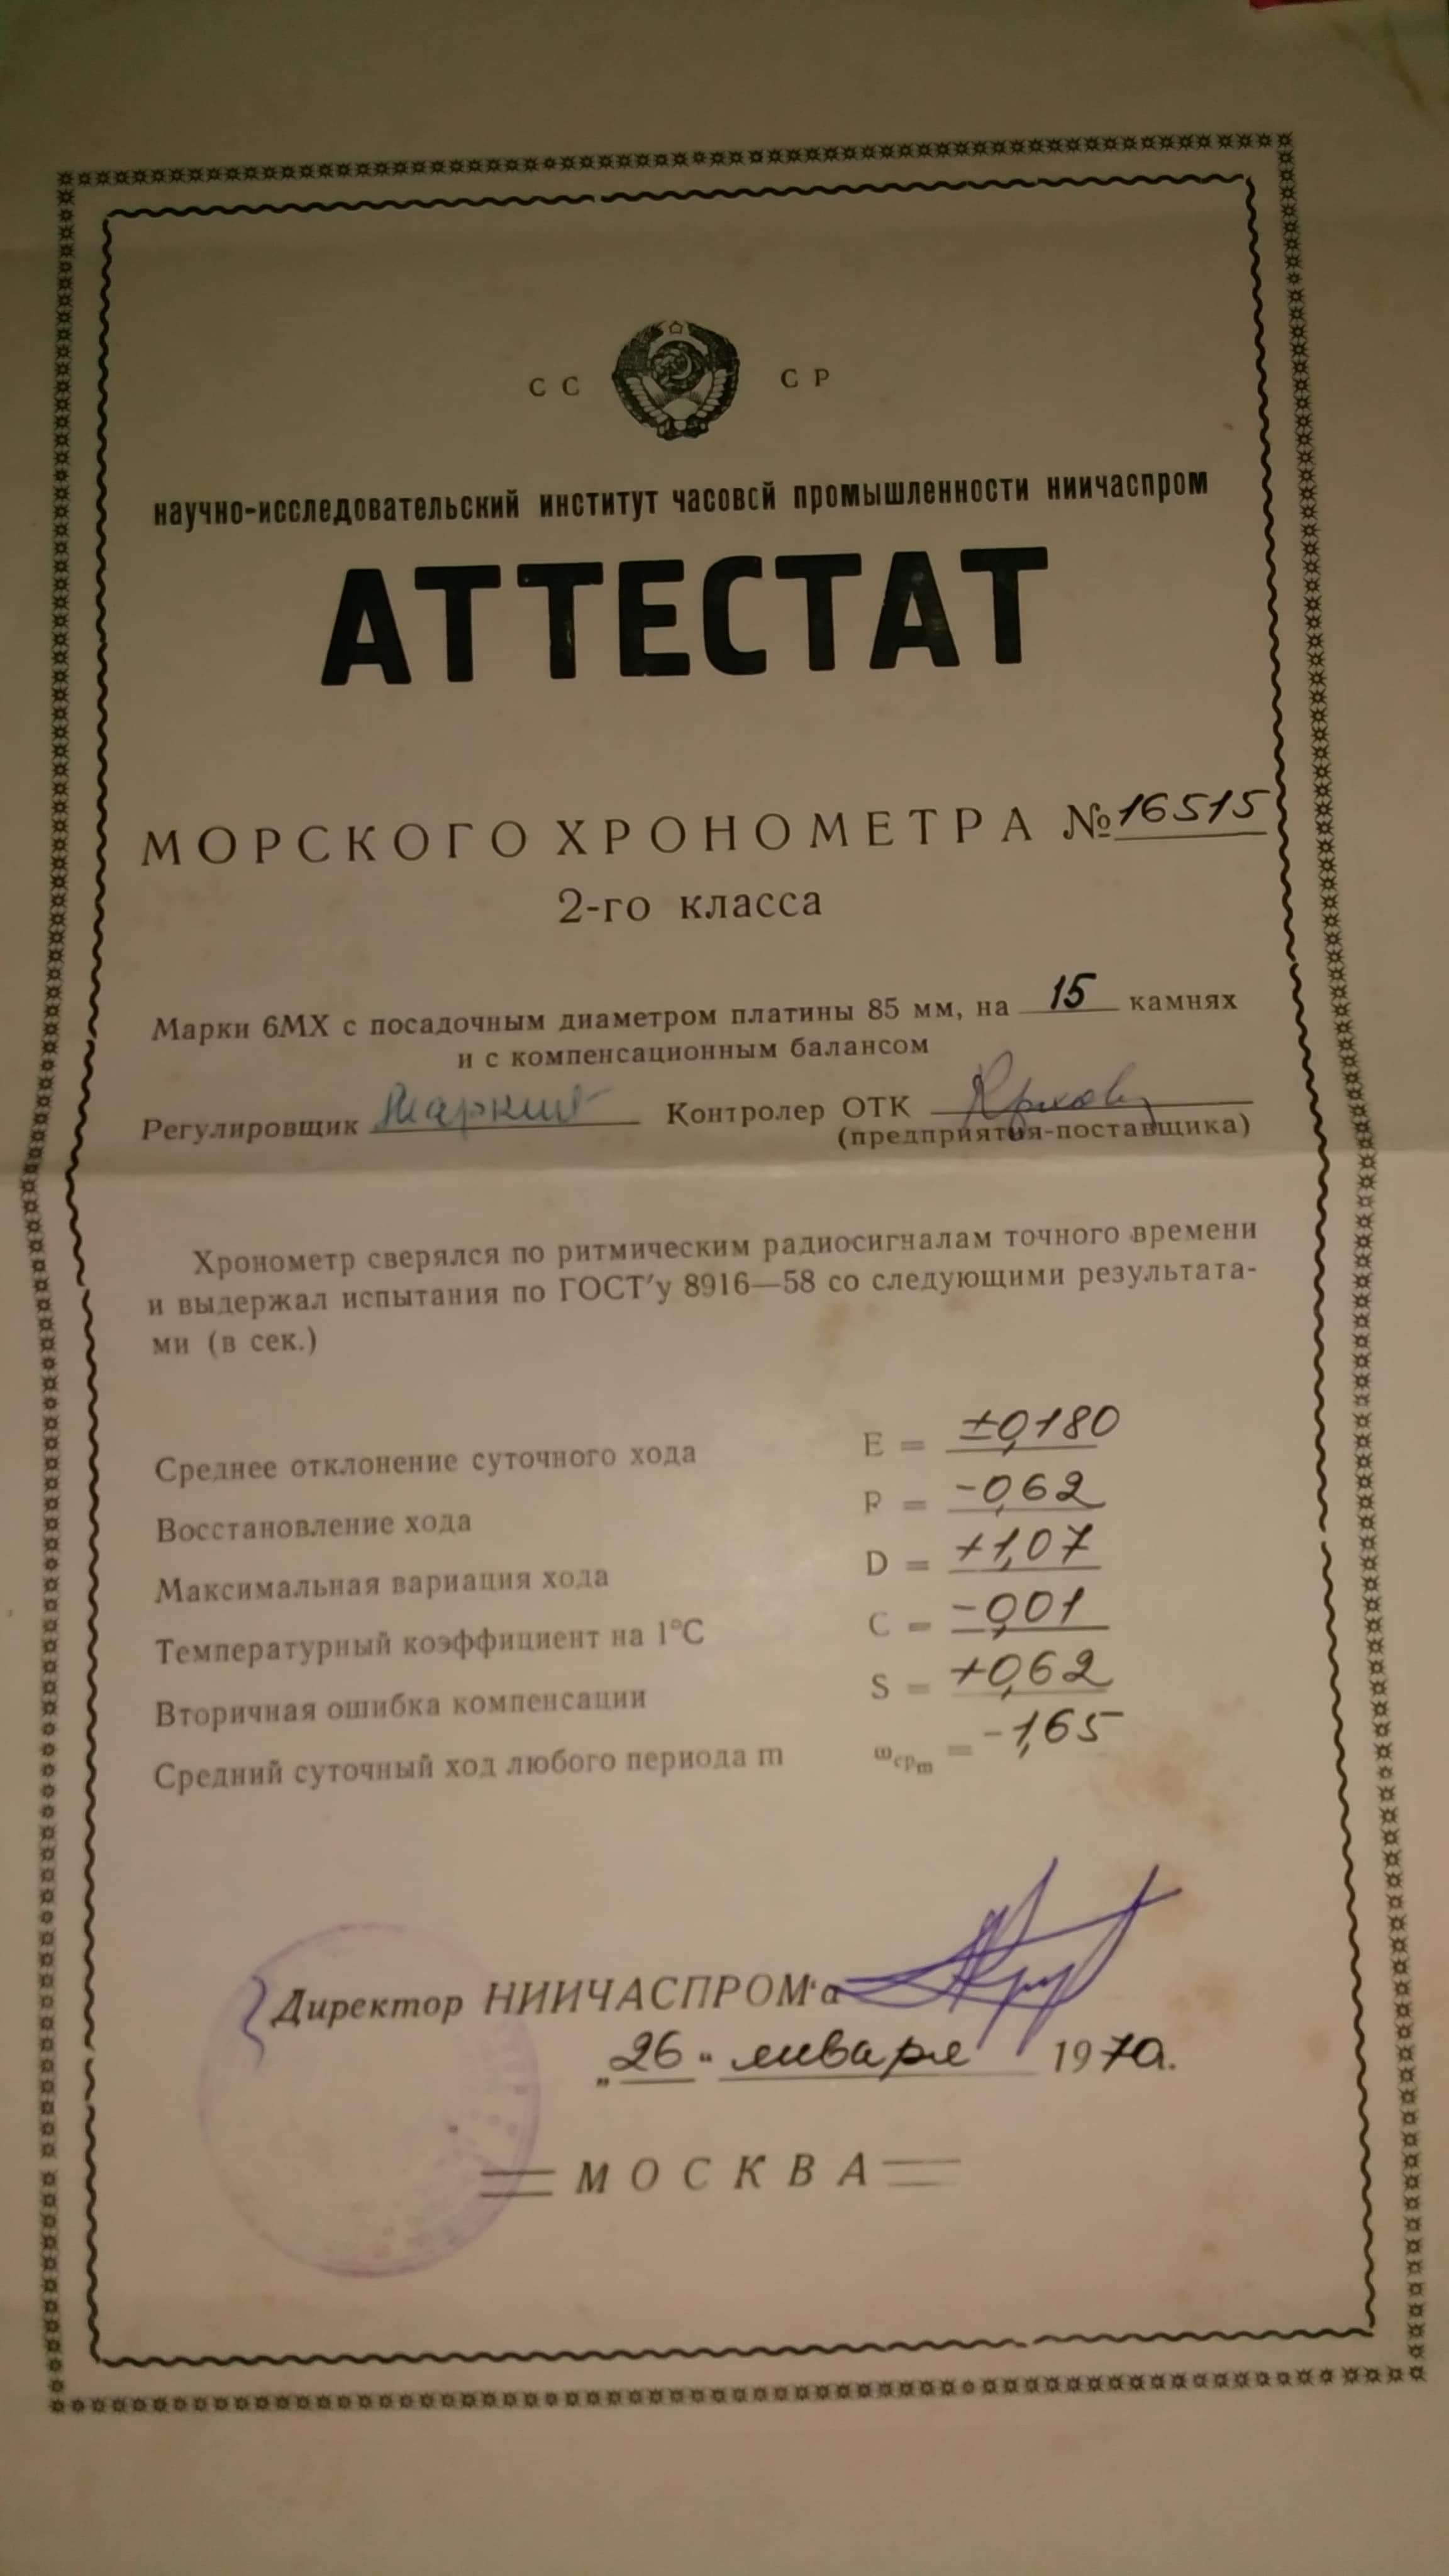 СС СР
научно-исследовательский институт часовой промышленности ниичаспром
АТТЕСТАТ
МОРСКОГО ХРОНОМЕТРА №16515
2-го класса
Марки 6МХ с посадочным диаметром платины 85 мм, на 15 камнях
и с компенсационным балансом
Регулировщик Контролер ОТК
(предприятия-поставщика)
Хронометр сверялся по ритмическим радиосигналам точного времени
и выдержал испытания по ГОСТ'у 8916—58 со следующими результата-
ми (в сек.)
Среднее отклонение суточного хода E = ±0,180
Восстановление хода P = -0,62
Максимальная вариация хода D = +1,07
Температурный коэффициент на 1°С C = -0,01
Вторичная ошибка компенсации S = +0,62
Средний суточный ход любого периода m ωсрm = -1,65
Директор НИИЧАСПРОМ'а
„26" января 1970.
МОСКВА